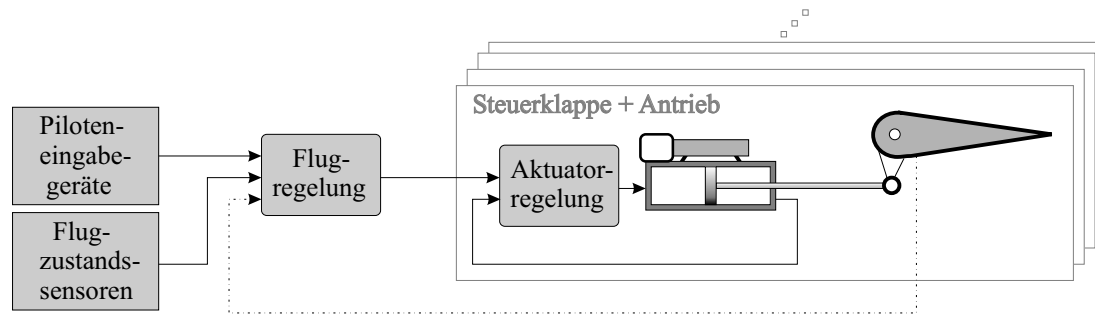 Steuerklappe + Antrieb
Piloten-
eingabe-
geräte
Flug-
zustands-
sensoren
Flug-
regelung
Aktuator-
regelung